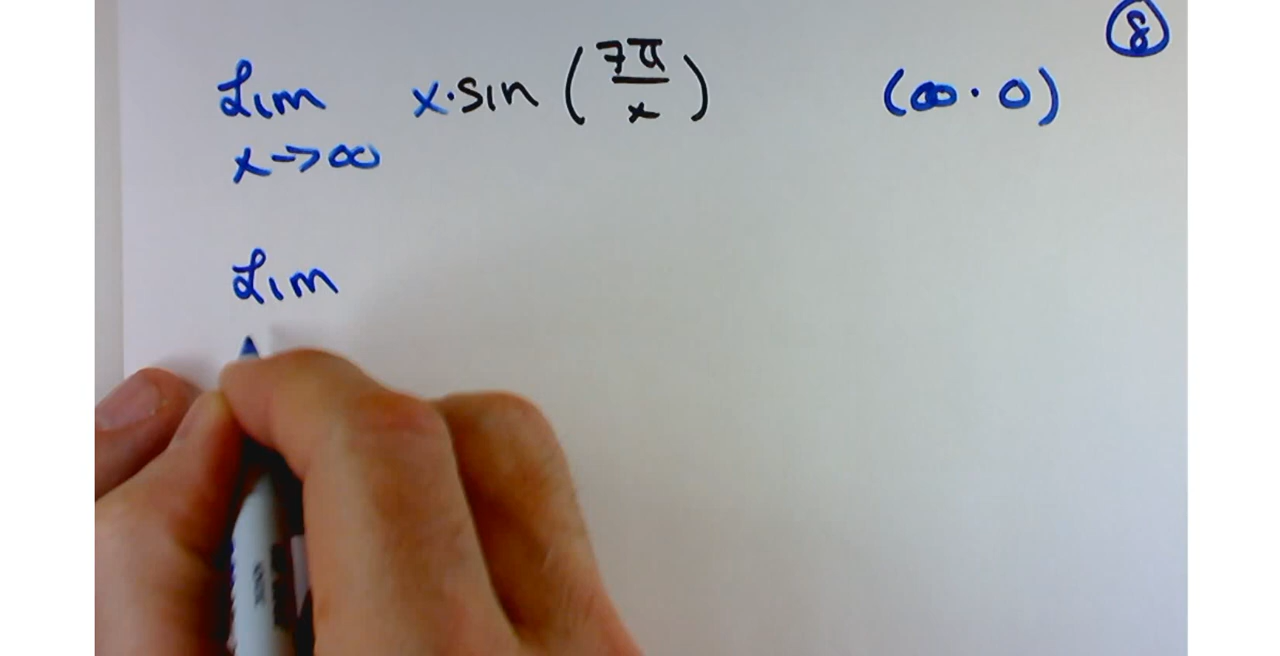 ⑧
Lim x·sin (7π/x) (∞·0)
x→∞
Lim